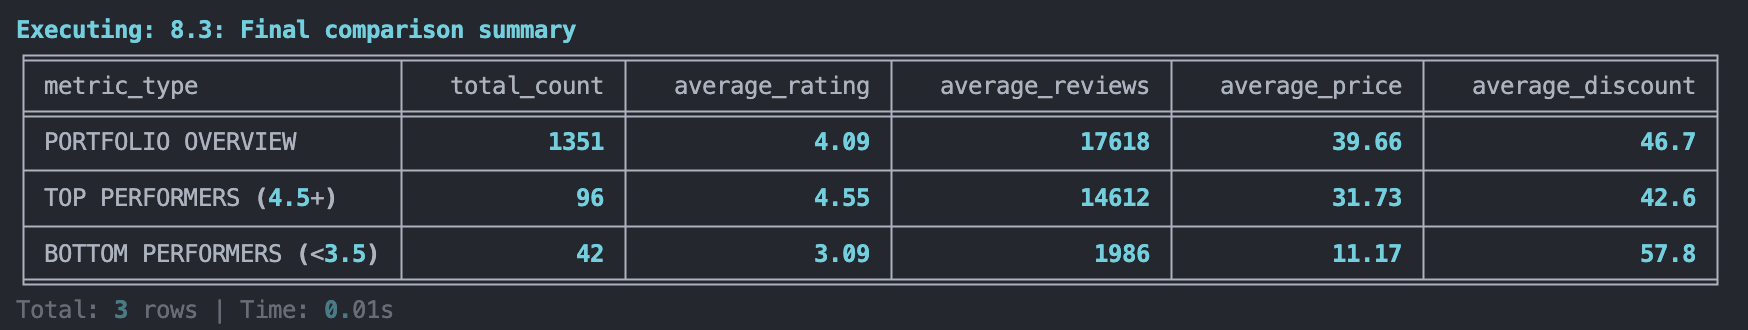 Executing: 8.3: Final comparison summary
metric_type total_count average_rating average_reviews average_price average_discount
PORTFOLIO OVERVIEW 1351 4.09 17618 39.66 46.7
TOP PERFORMERS (4.5+) 96 4.55 14612 31.73 42.6
BOTTOM PERFORMERS (<3.5) 42 3.09 1986 11.17 57.8
Total: 3 rows | Time: 0.01s